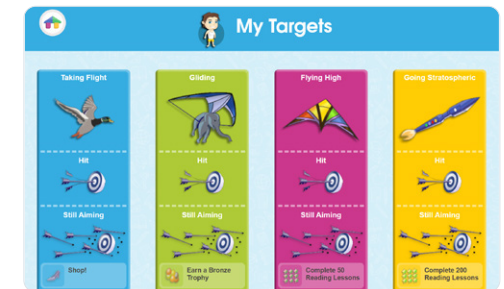 My Targets
Taking Flight
Gliding
Flying High
Going Stratospheric
Hit
Hit
Hit
Hit
Still Aiming
Still Aiming
Still Aiming
Still Aiming
Shop!
Earn a Bronze
Trophy
Complete 50
Reading Lessons
Complete 200
Reading Lessons